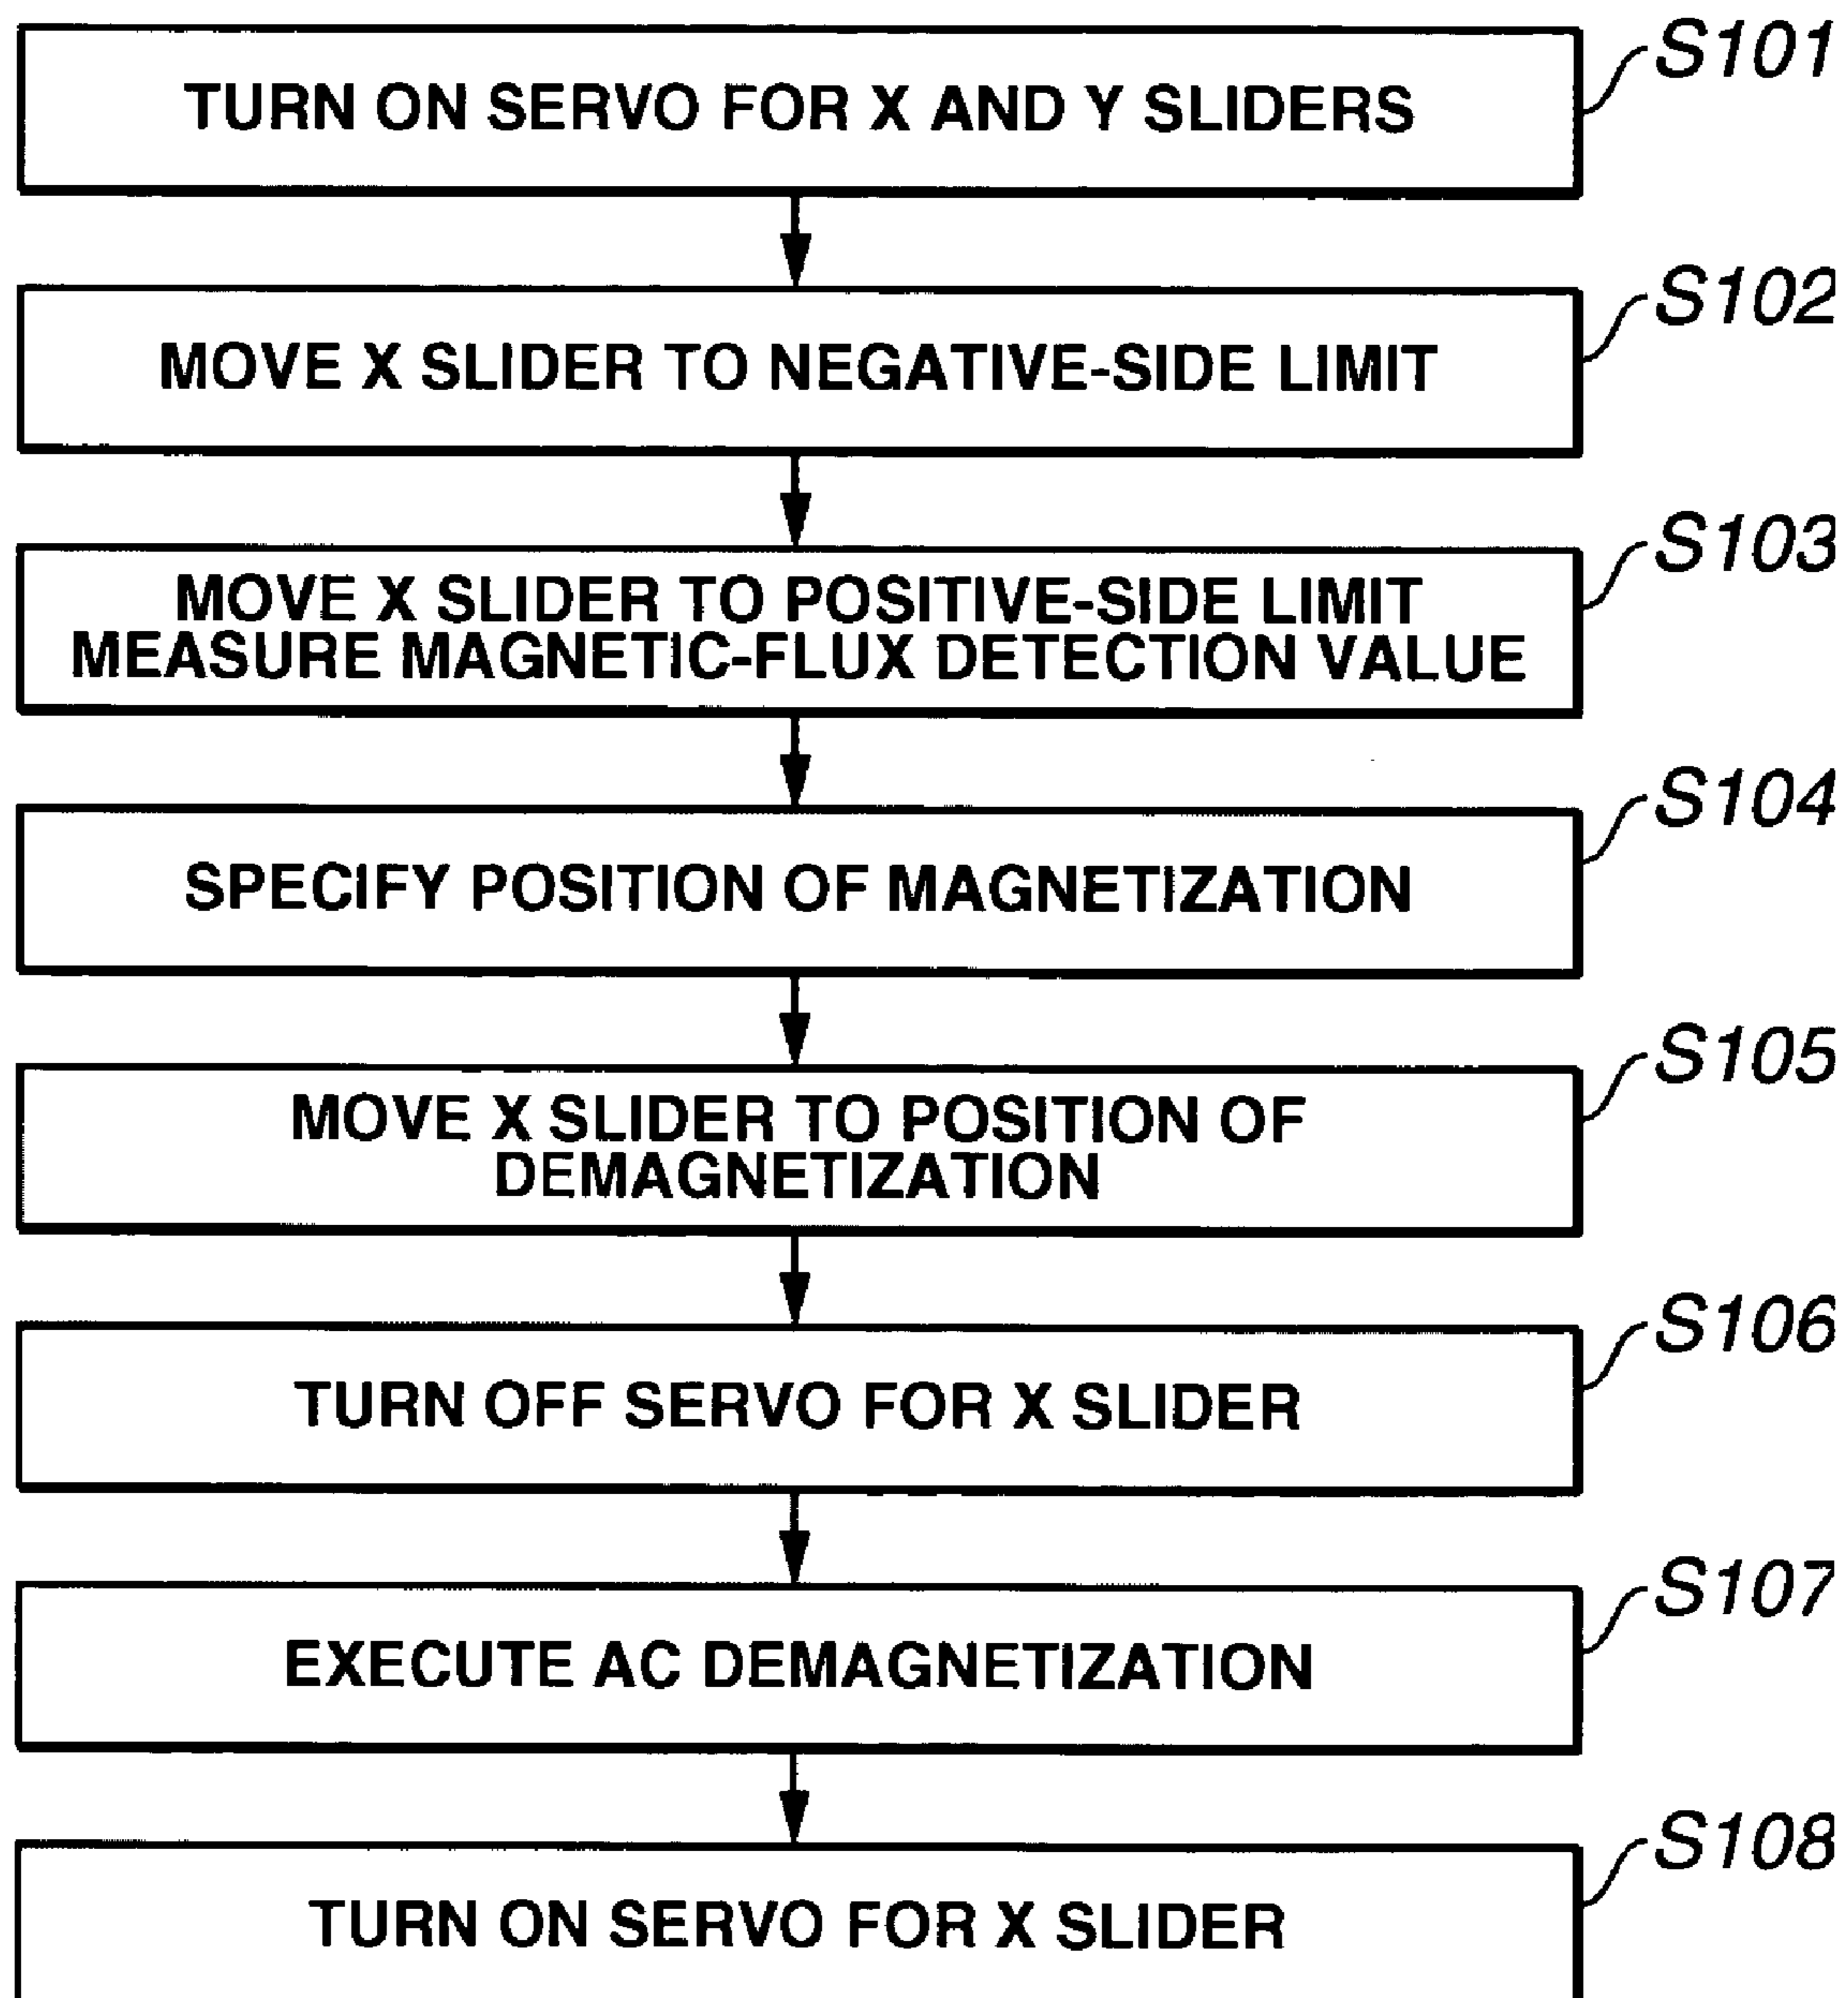 S101
TURN ON SERVO FOR X AND Y SLIDERS
S102
MOVE X SLIDER TO NEGATIVE-SIDE LIMIT
S103
MOVE X SLIDER TO POSITIVE-SIDE LIMIT
MEASURE MAGNETIC-FLUX DETECTION VALUE
S104
SPECIFY POSITION OF MAGNETIZATION
S105
MOVE X SLIDER TO POSITION OF
DEMAGNETIZATION
S106
TURN OFF SERVO FOR X SLIDER
S107
EXECUTE AC DEMAGNETIZATION
S108
TURN ON SERVO FOR X SLIDER